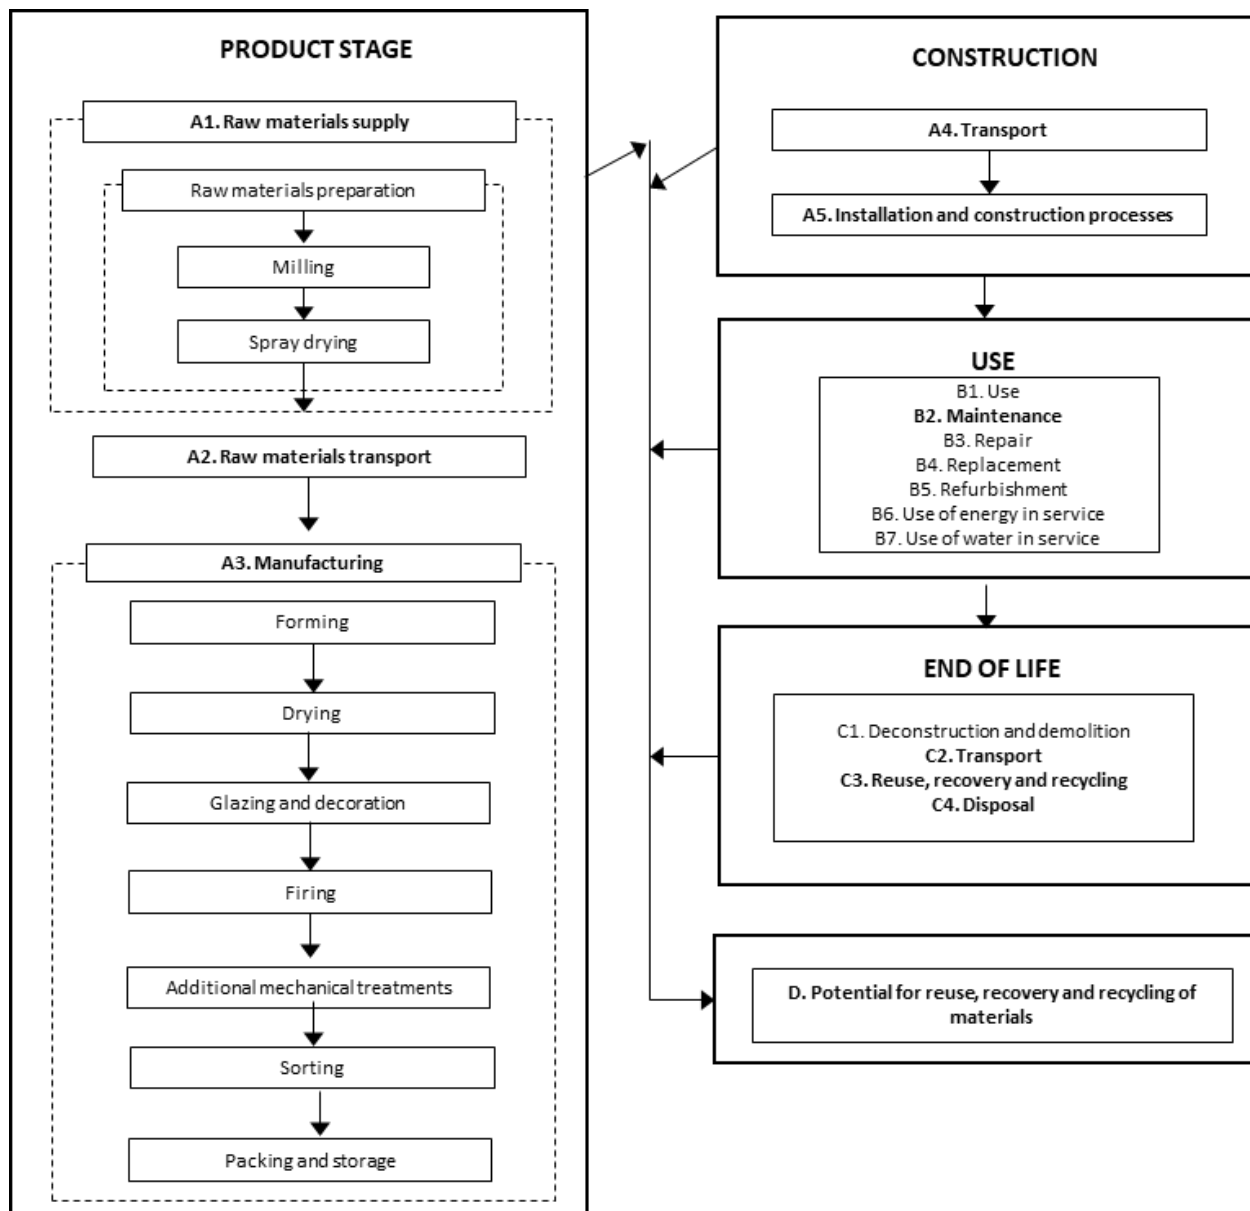 PRODUCT STAGE
A1. Raw materials supply
Raw materials preparation
Milling
Spray drying
A2. Raw materials transport
A3. Manufacturing
Forming
Drying
Glazing and decoration
Firing
Additional mechanical treatments
Sorting
Packing and storage
CONSTRUCTION
A4. Transport
A5. Installation and construction processes
USE
B1. Use
B2. Maintenance
B3. Repair
B4. Replacement
B5. Refurbishment
B6. Use of energy in service
B7. Use of water in service
END OF LIFE
C1. Deconstruction and demolition
C2. Transport
C3. Reuse, recovery and recycling
C4. Disposal
D. Potential for reuse, recovery and recycling of
materials